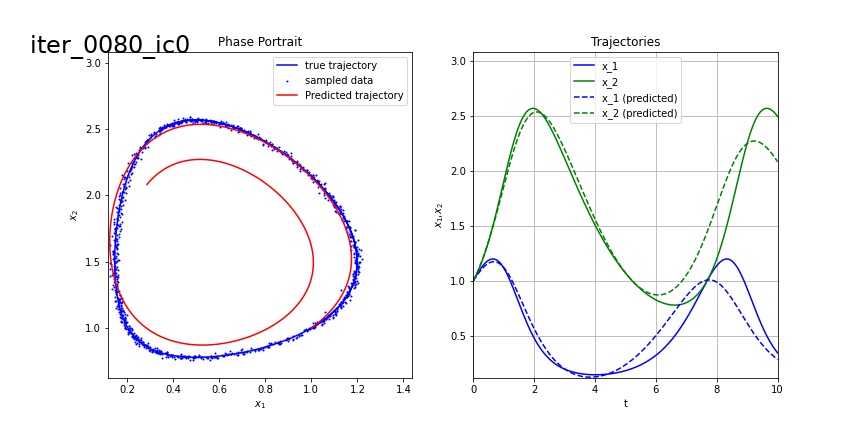 iter_0080_ic0
Phase Portrait
3.0
2.5
2.0
1.5
1.0
x_2
0.2 0.4 0.6 0.8 1.0 1.2 1.4
x_1
true trajectory
sampled data
Predicted trajectory
Trajectories
3.0
2.5
2.0
1.5
1.0
0.5
x_1,x_2
0 2 4 6 8 10
t
x_1
x_2
x_1 (predicted)
x_2 (predicted)